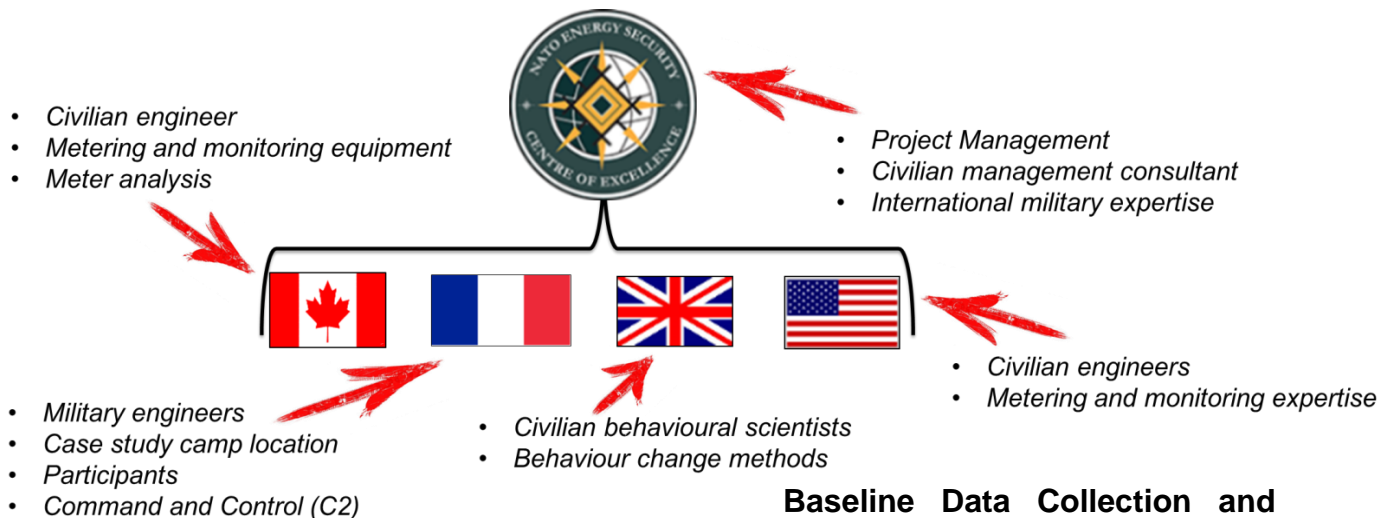 NATO ENERGY SECURITY
CENTRE OF EXCELLENCE
• Civilian engineer
• Metering and monitoring equipment
• Meter analysis
• Project Management
• Civilian management consultant
• International military expertise
• Military engineers
• Case study camp location
• Participants
• Command and Control (C2)
• Civilian behavioural scientists
• Behaviour change methods
• Civilian engineers
• Metering and monitoring expertise
Baseline Data Collection and